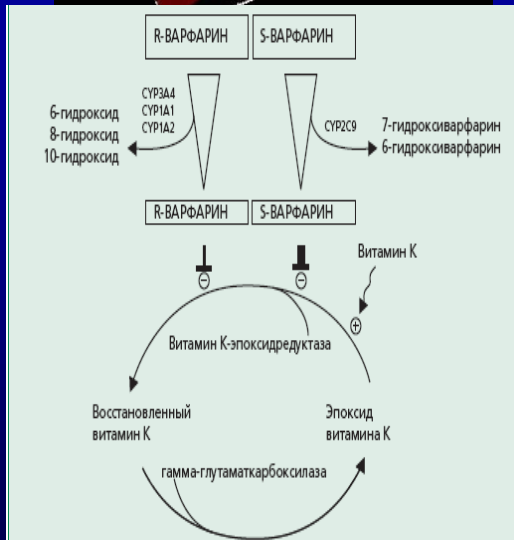 R-ВАРФАРИН
S-ВАРФАРИН
CYP3A4
CYP1A1
CYP1A2
6-гидроксид
8-гидроксид
10-гидроксид
CYP2C9
7-гидроксиварфарин
6-гидроксиварфарин
R-ВАРФАРИН
S-ВАРФАРИН
Витамин К
Витамин К-эпоксидредуктаза
Восстановленный
витамин К
Эпоксид
витамина К
гамма-глутаматкарбоксилаза